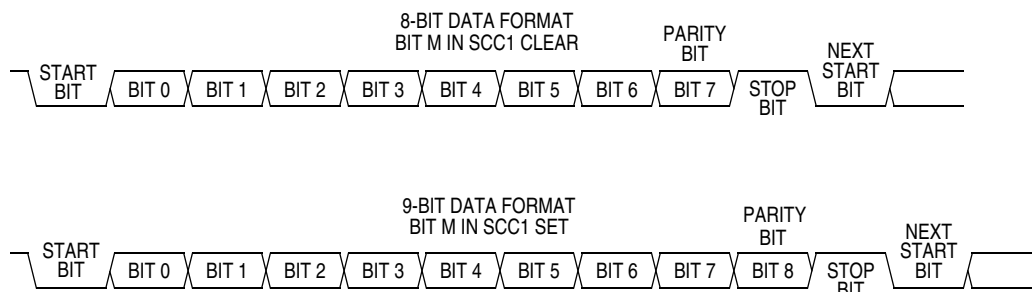 8-BIT DATA FORMAT
BIT M IN SCC1 CLEAR
PARITY
BIT
START
BIT
BIT 0
BIT 1
BIT 2
BIT 3
BIT 4
BIT 5
BIT 6
BIT 7
STOP
BIT
NEXT
START
BIT
9-BIT DATA FORMAT
BIT M IN SCC1 SET
PARITY
BIT
START
BIT
BIT 0
BIT 1
BIT 2
BIT 3
BIT 4
BIT 5
BIT 6
BIT 7
BIT 8
STOP
BIT
NEXT
START
BIT